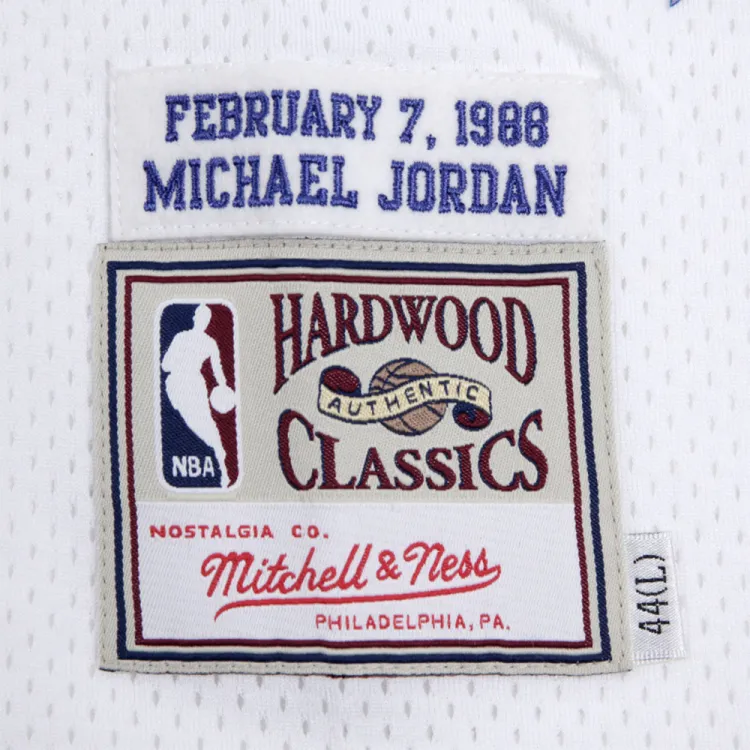 FEBRUARY 7, 1988
MICHAEL JORDAN
HARDWOOD
AUTHENTIC
CLASSICS
NBA
NOSTALGIA CO.
Mitchell & Ness
PHILADELPHIA, PA.
44(L)